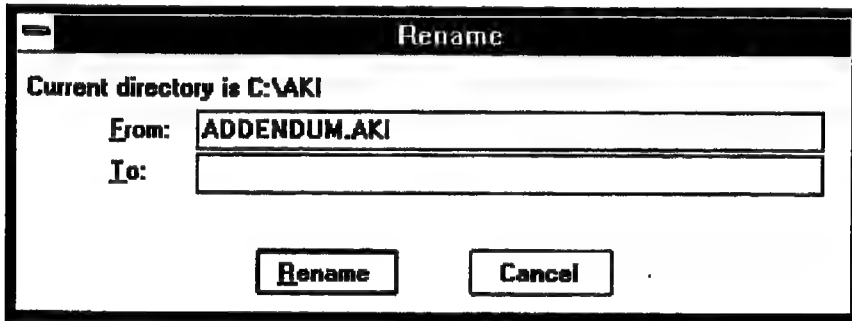 Rename
Current directory is C:\AKI
From: ADDENDUM.AKI
To:
Rename Cancel